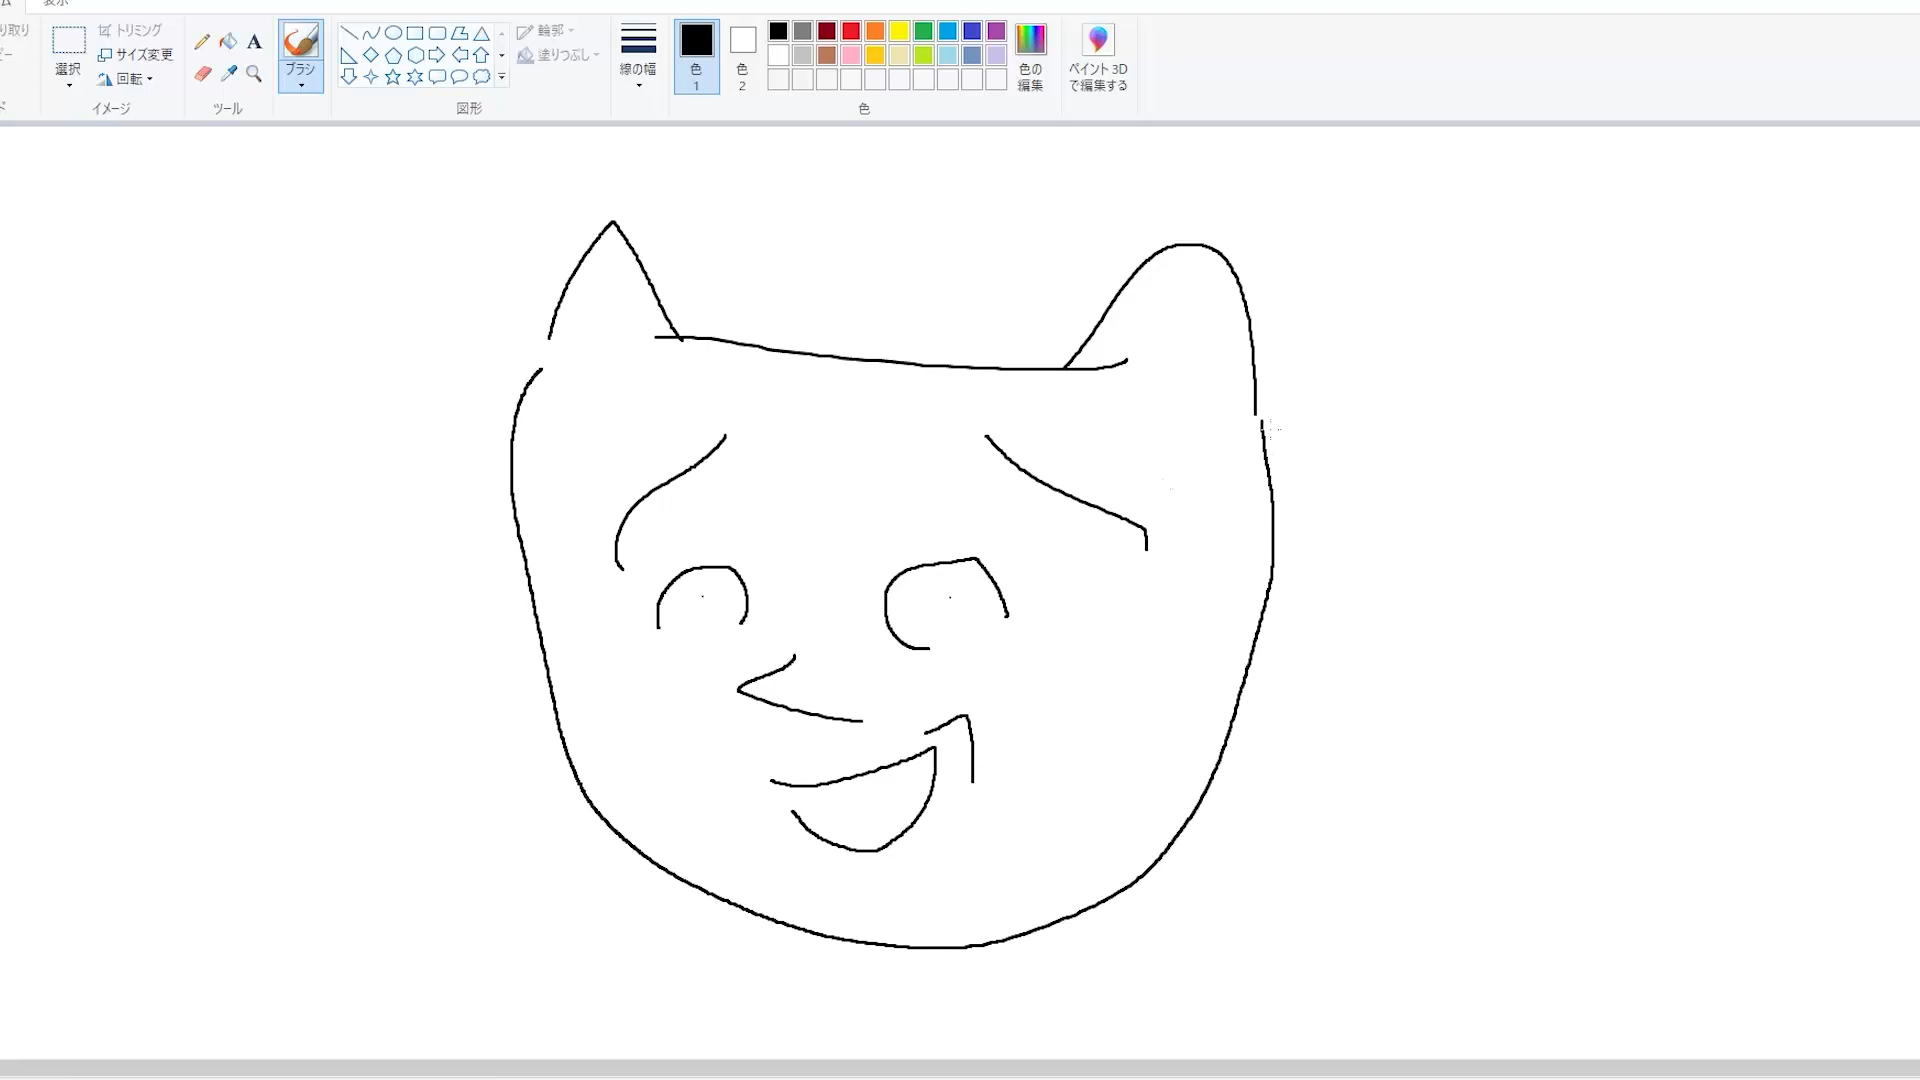 表示
り取り
ピー
選択
トリミング
サイズ変更
回転
イメージ
A
ツール
ブラシ
図形
輪郭
塗りつぶし
線の幅
色
1
色
2
色
色の
編集
ペイント 3D
で編集する